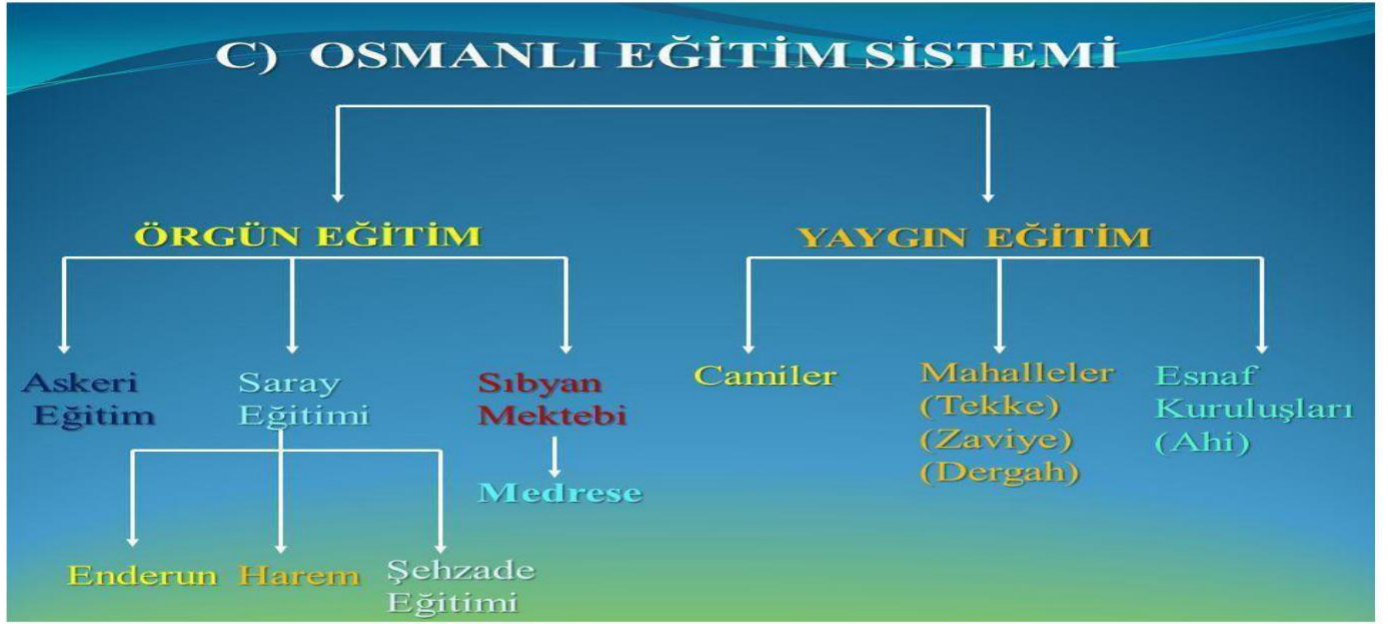 C) OSMANLI EĞİTİM SİSTEMİ
ÖRGÜN EĞİTİM
YAYGIN EĞİTİM
Askeri
Eğitim
Saray
Eğitimi
Sıbyan
Mektebi
Medrese
Enderun
Harem
Şehzade
Eğitimi
Camiler
Mahalleler
(Tekke)
(Zaviye)
(Dergah)
Esnaf
Kuruluşları
(Ahi)